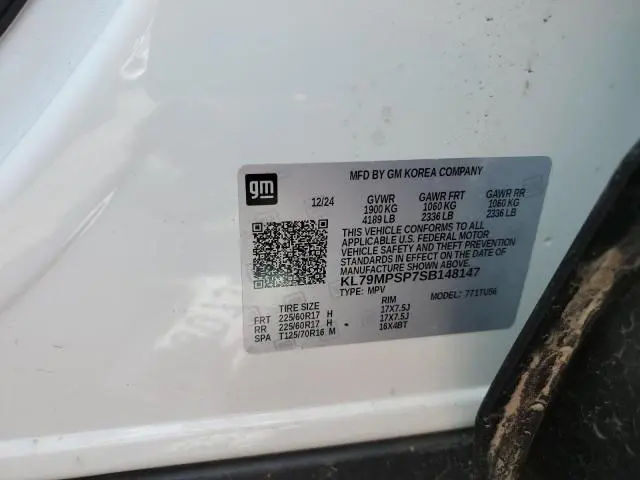 gm
MFD BY GM KOREA COMPANY
12/24 GVWR GAWR FRT GAWR RR
1900 KG 1060 KG 1060 KG
4189 LB 2336 LB 2336 LB
THIS VEHICLE CONFORMS TO ALL
APPLICABLE U.S. FEDERAL MOTOR
VEHICLE SAFETY AND THEFT PREVENTION
STANDARDS IN EFFECT ON THE DATE OF
MANUFACTURE SHOWN ABOVE.
KL79MPSP7SB148147
TYPE: MPV MODEL: 771TU56
TIRE SIZE RIM
FRT 225/60R17 H 17X7.5J
RR 225/60R17 H 17X7.5J
SPA T125/70R16 M 16X4BT